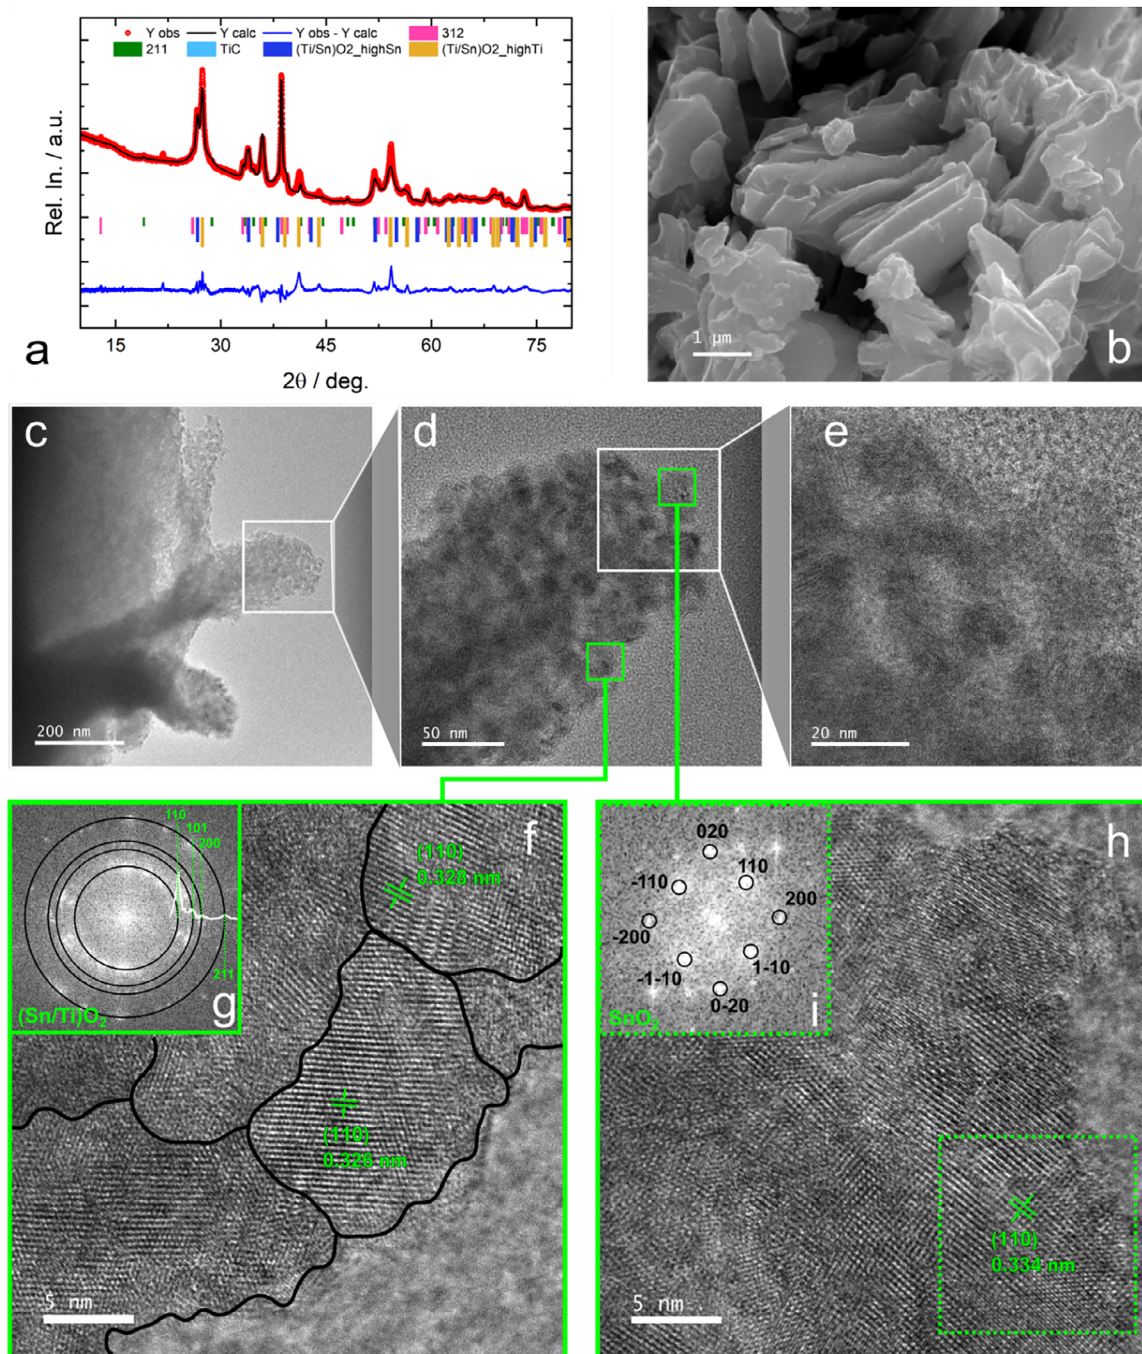 Y obs Y calc Y obs - Y calc 312
211 TiC (Ti/Sn)O2_highSn (Ti/Sn)O2_highTi
Rel. In. / a.u.
15 30 45 60 75
2θ / deg.
a
1 µm
b
c
200 nm
d
50 nm
e
20 nm
110
101
200
211
(Sn/Ti)O2
g
f
(110)
0.328 nm
(110)
0.326 nm
5 nm
020
-110
110
-200
200
-1-10
1-10
0-20
SnO2
i
h
(110)
0.334 nm
5 nm